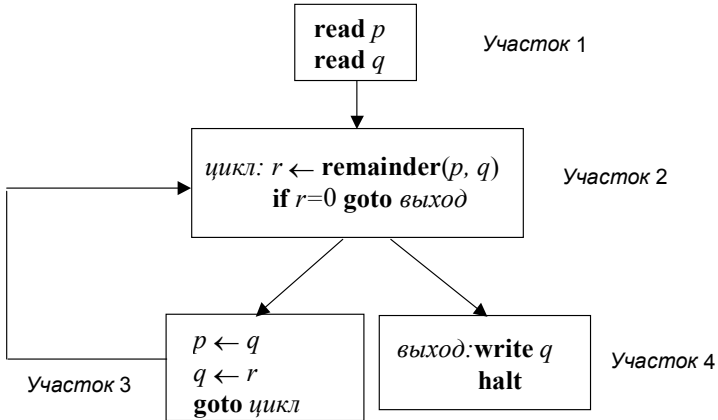 read p
read q
Участок 1
цикл: r ← remainder(p, q)
if r=0 goto выход
Участок 2
p ← q
q ← r
goto цикл
Участок 3
выход:write q
halt
Участок 4